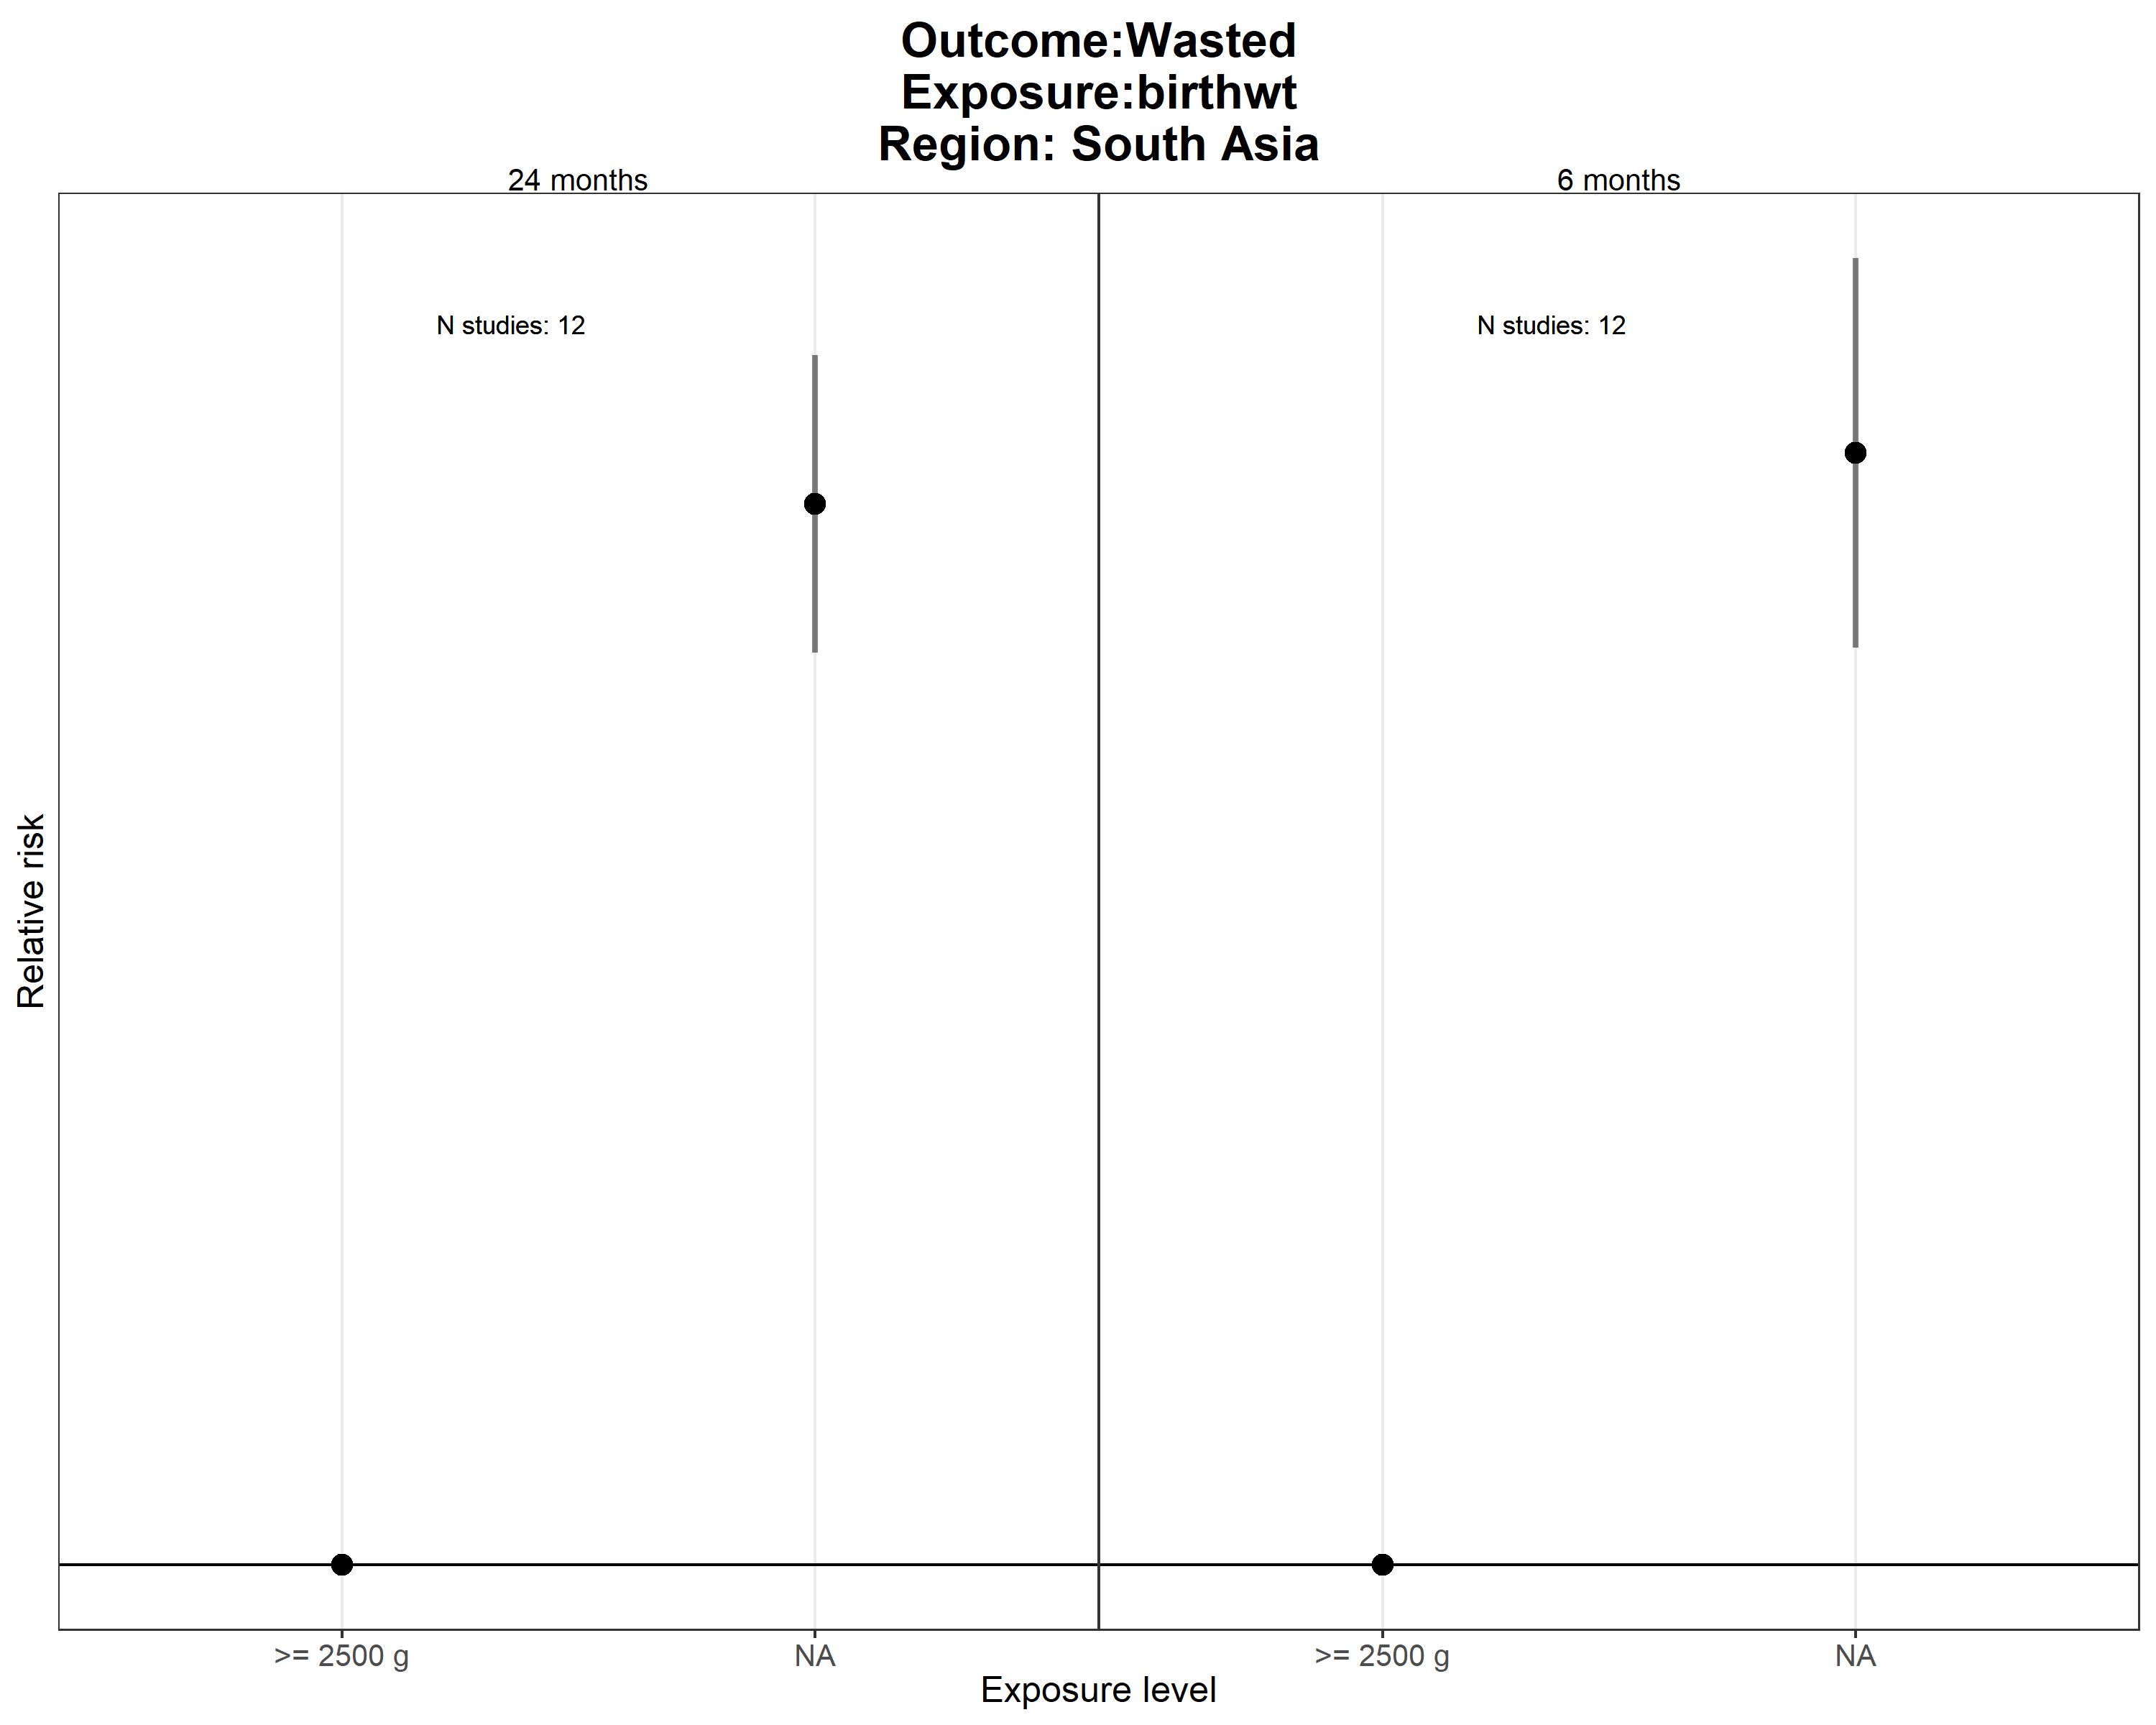 Outcome:Wasted
Exposure:birthwt
Region: South Asia
24 months
6 months
N studies: 12
N studies: 12
Relative risk
>= 2500 g
NA
>= 2500 g
NA
Exposure level